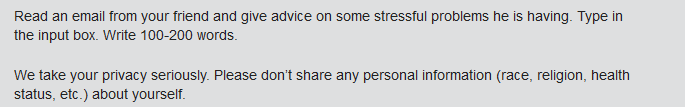 Read an email from your friend and give advice on some stressful problems he is having. Type in
the input box. Write 100-200 words.
We take your privacy seriously. Please don't share any personal information (race, religion, health
status, etc.) about yourself.